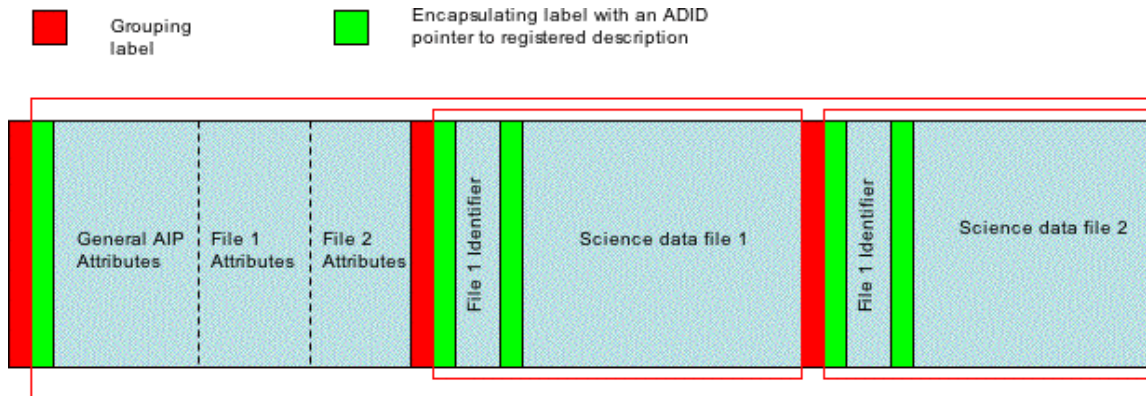 Grouping
label
Encapsulating label with an ADID
pointer to registered description
General AIP
Attributes
File 1
Attributes
File 2
Attributes
File 1 Identifier
Science data file 1
File 1 Identifier
Science data file 2